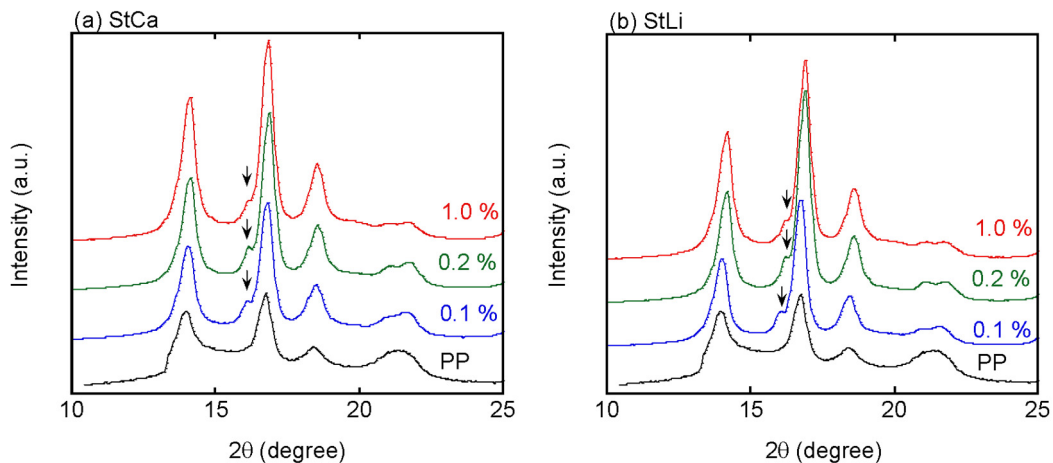 (a) StCa
Intensity (a.u.)
1.0 %
0.2 %
0.1 %
PP
10 15 20 25
2θ (degree)
(b) StLi
Intensity (a.u.)
1.0 %
0.2 %
0.1 %
PP
10 15 20 25
2θ (degree)